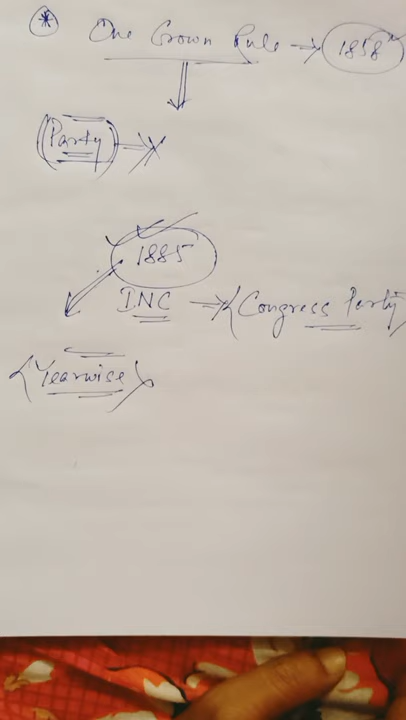 * One Crown Rule → 1858
(Party) → X
1885
INC → {Congress Party
{Yearwise}